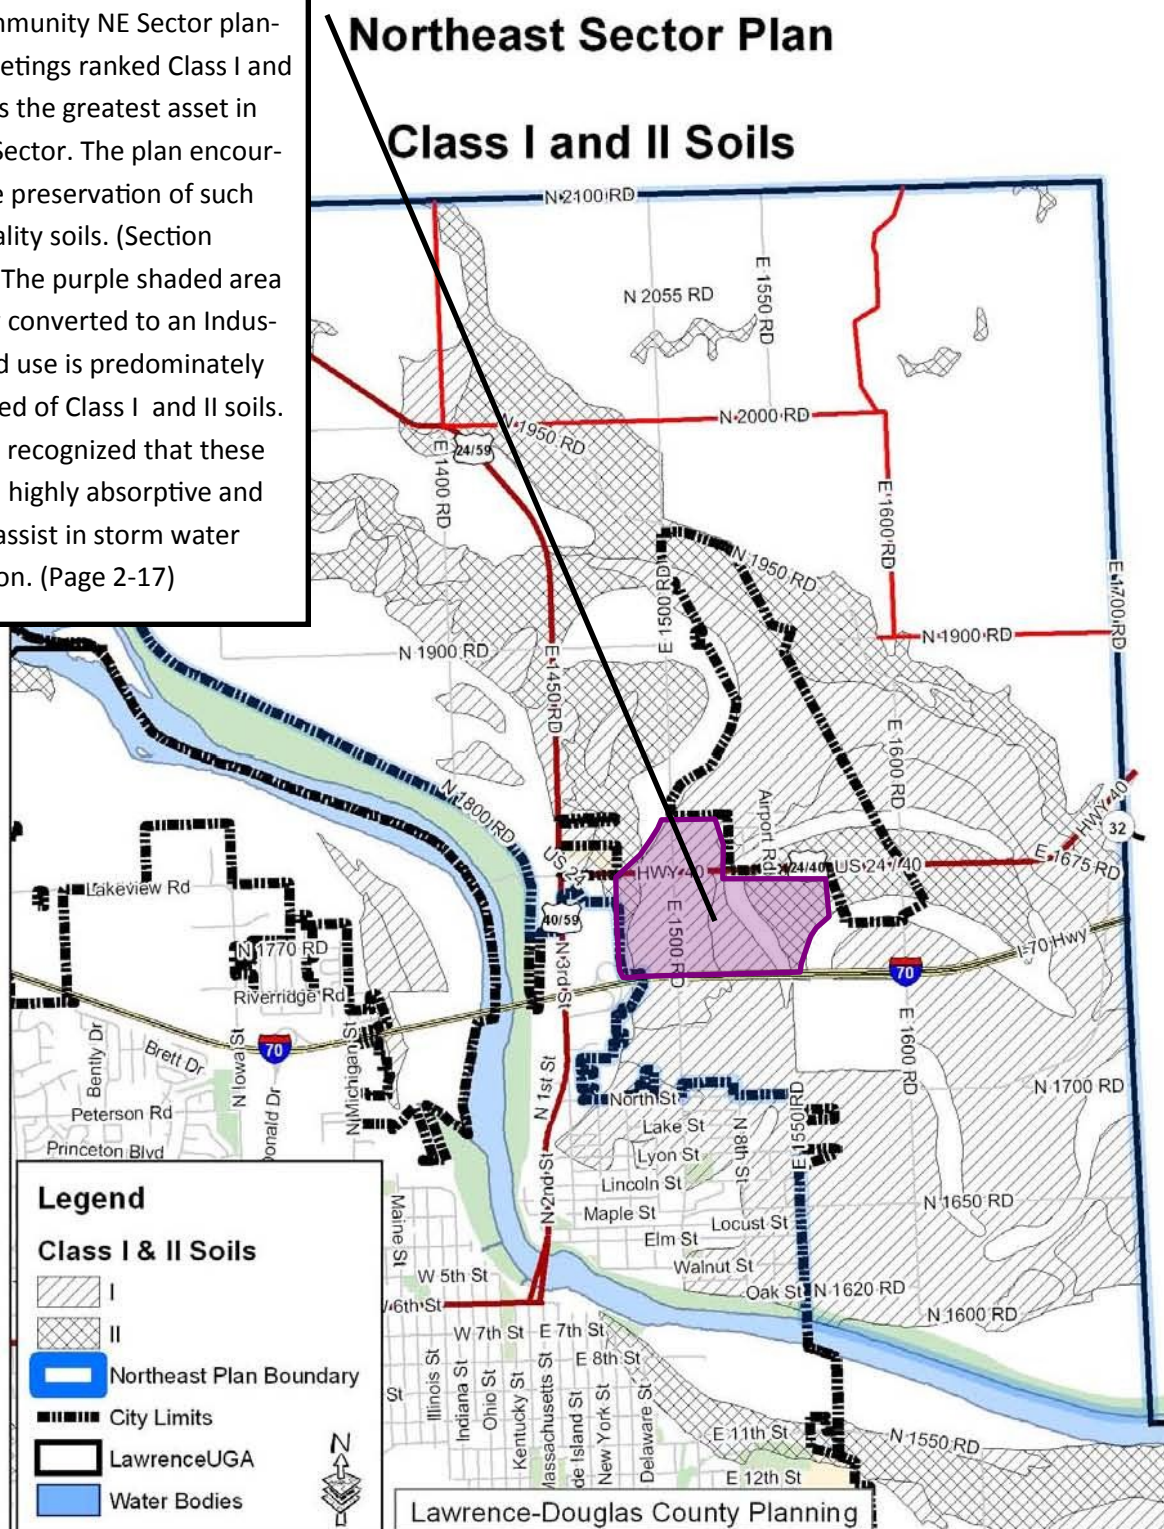 mmunity NE Sector plan-
etings ranked Class I and
s the greatest asset in
Sector. The plan encour-
e preservation of such
ality soils. (Section
The purple shaded area
converted to an Indus-
d use is predominately
ed of Class I and II soils.
recognized that these
highly absorptive and
assist in storm water
on. (Page 2-17)
Northeast Sector Plan
Class I and II Soils
N 2100 RD
N 2055 RD
E 1550 RD
N 2000 RD
N 1950 RD
24/59
E 1400 RD
E 1600 RD
N 1950 RD
E 1500 RD
E 1700 RD
N 1900 RD
N 1900 RD
E 1450 RD
E 1600 RD
N 1800 RD
HWY 40
32
Airport Rd
US 24
HWY 40
24/40
US 24 / 40
E 1675 RD
Lakeview Rd
40/59
E 1500 RD
N 1770 RD
N 3rd St
I-70 Hwy
70
Riverridge Rd
70
Bently Dr
Brett Dr
N Iowa St
N Michigan St
E 1600 RD
N 1st St
N 1700 RD
Peterson Rd
onald Dr
North St
E 1550 RD
Lake St
N 8th St
Princeton Blvd
Lyon St
Lincoln St
N 2nd St
Maple St
Locust St
N 1650 RD
Maine St
Elm St
Walnut St
W 5th St
Oak St
N 1620 RD
6th St
N 1600 RD
W 7th St
E 7th St
E 8th St
St
Illinois St
Indiana St
Ohio St
Kentucky St
Massachusetts St
de Island St
New York St
Delaware St
E 11th St
N 1550 RD
E 12th St
Legend
Class I & II Soils
I
II
Northeast Plan Boundary
City Limits
LawrenceUGA
Water Bodies
N
Lawrence-Douglas County Planning